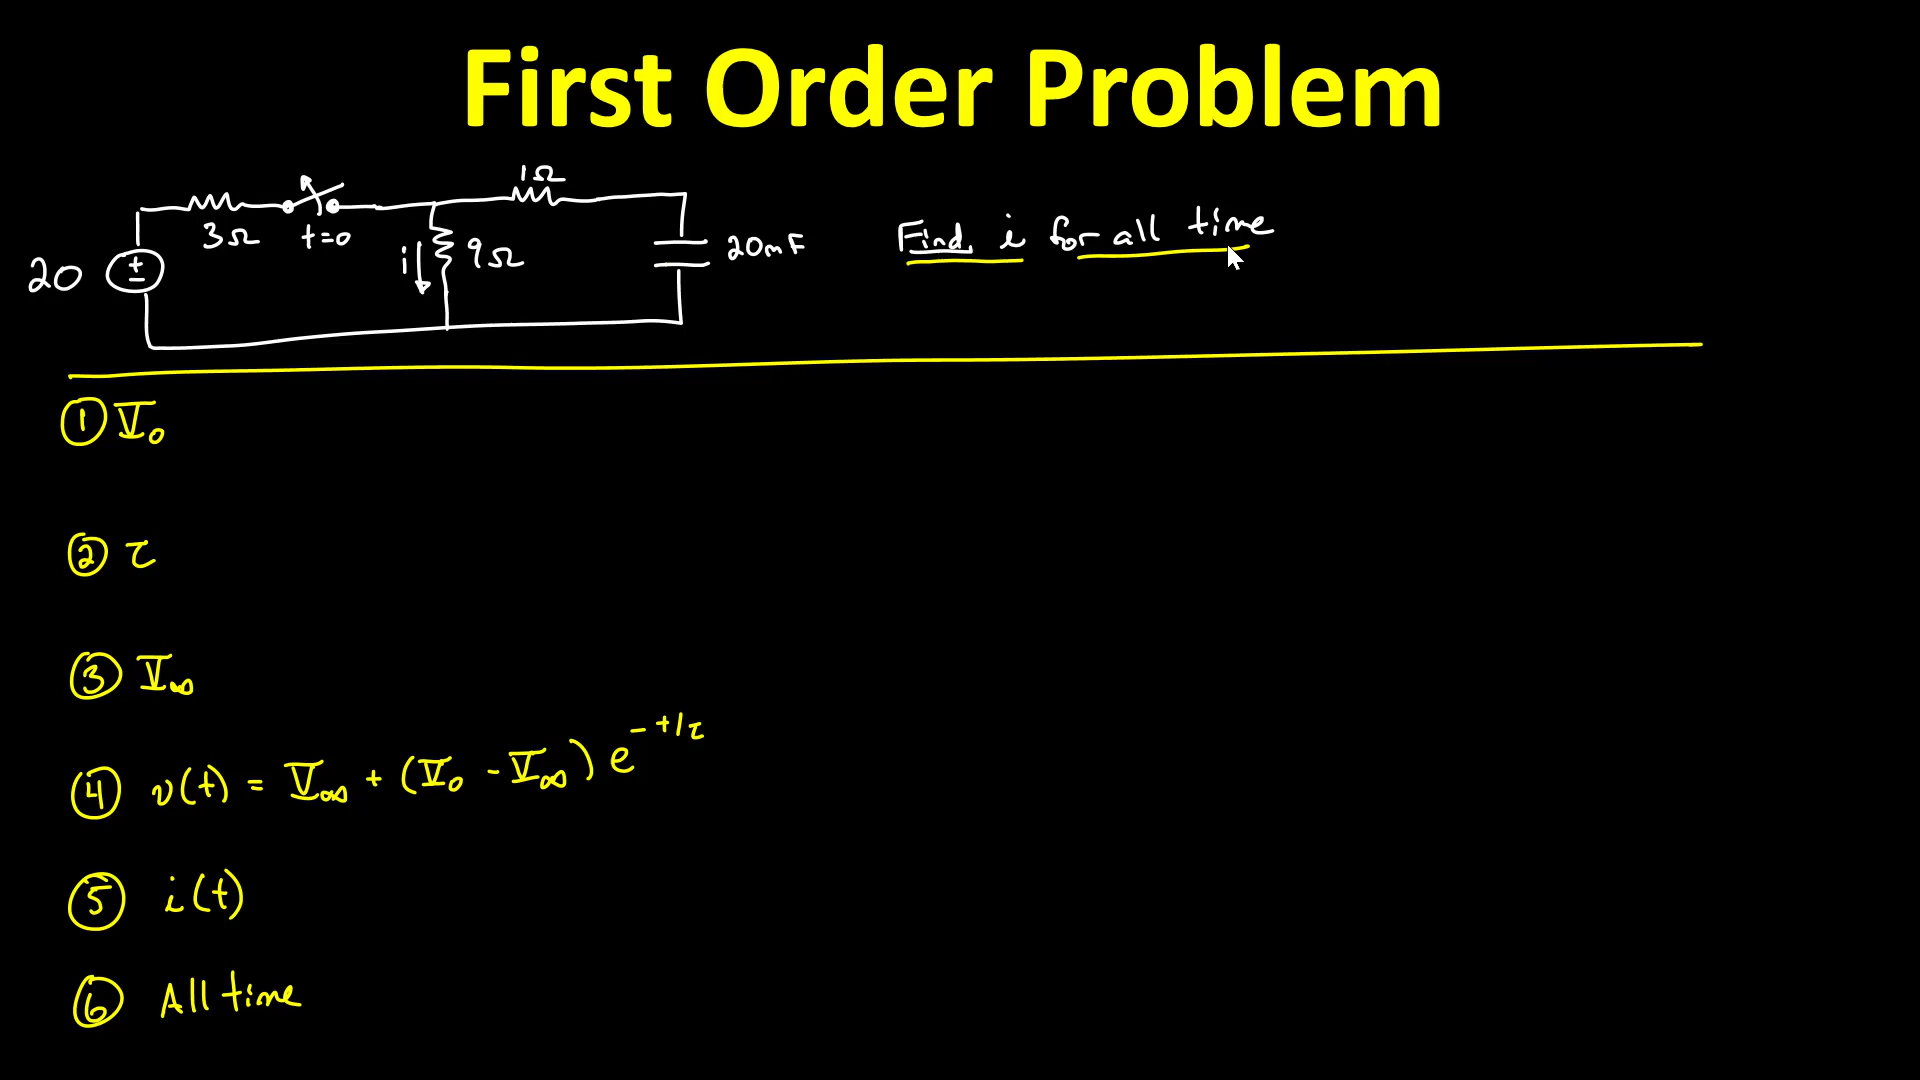 First Order Problem
1Ω
3Ω t=0
20 + - i 9Ω 20mF
Find i for all time
① V₀
② τ
③ V∞
④ v(t) = V∞ + (V₀ - V∞) e^-t/τ
⑤ i(t)
⑥ All time